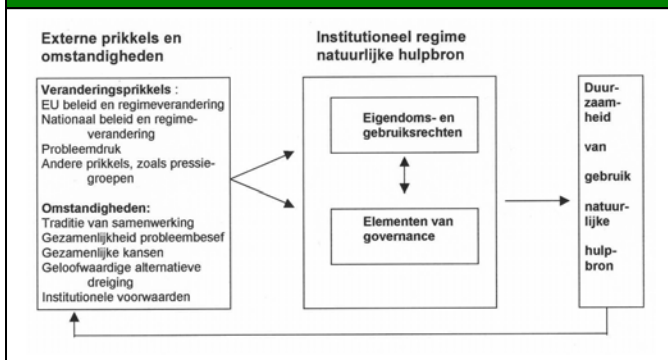 Externe prikkels en
omstandigheden
Institutioneel regime
natuurlijke hulpbron
Veranderingsprikkels :
EU beleid en regimeverandering
Nationaal beleid en regime-
verandering
Probleemdruk
Andere prikkels, zoals pressie-
groepen
Omstandigheden:
Traditie van samenwerking
Gezamenlijkheid probleembesef
Gezamenlijke kansen
Geloofwaardige alternatieve
dreiging
Institutionele voorwaarden
Eigendoms- en
gebruiksrechten
Elementen van
governance
Duur-
zaam-
heid
van
gebruik
natuur-
lijke
hulp-
bron